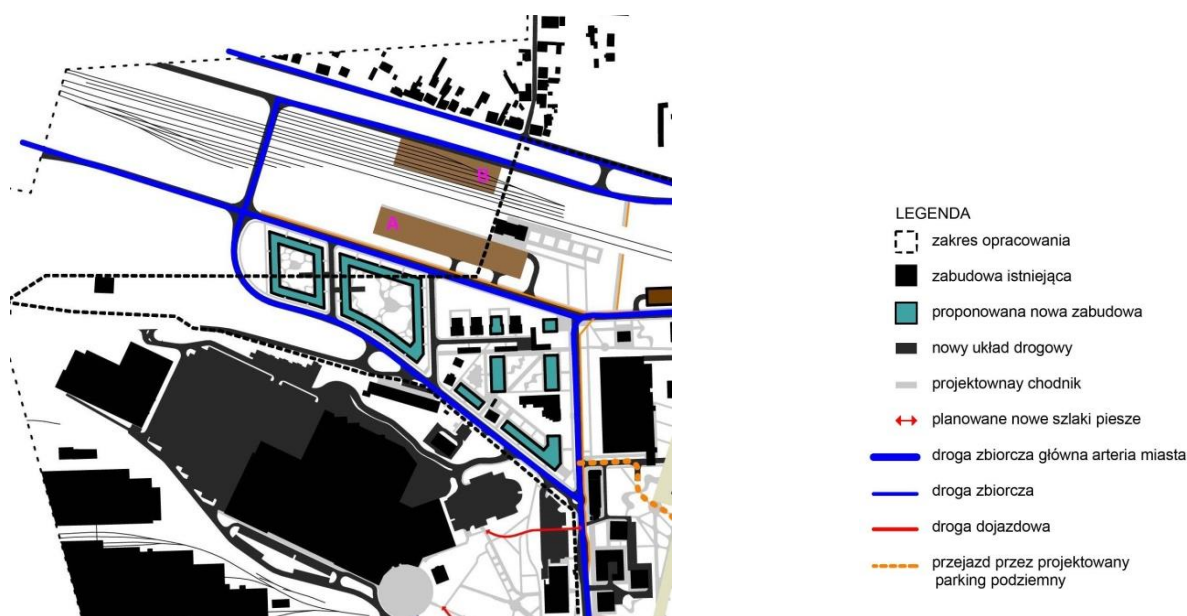 B
A
LEGENDA
zakres opracowania
zabudowa istniejąca
proponowana nowa zabudowa
nowy układ drogowy
projektownay chodnik
planowane nowe szlaki piesze
droga zbiorcza główna arteria miasta
droga zbiorcza
droga dojazdowa
przejazd przez projektowany
parking podziemny